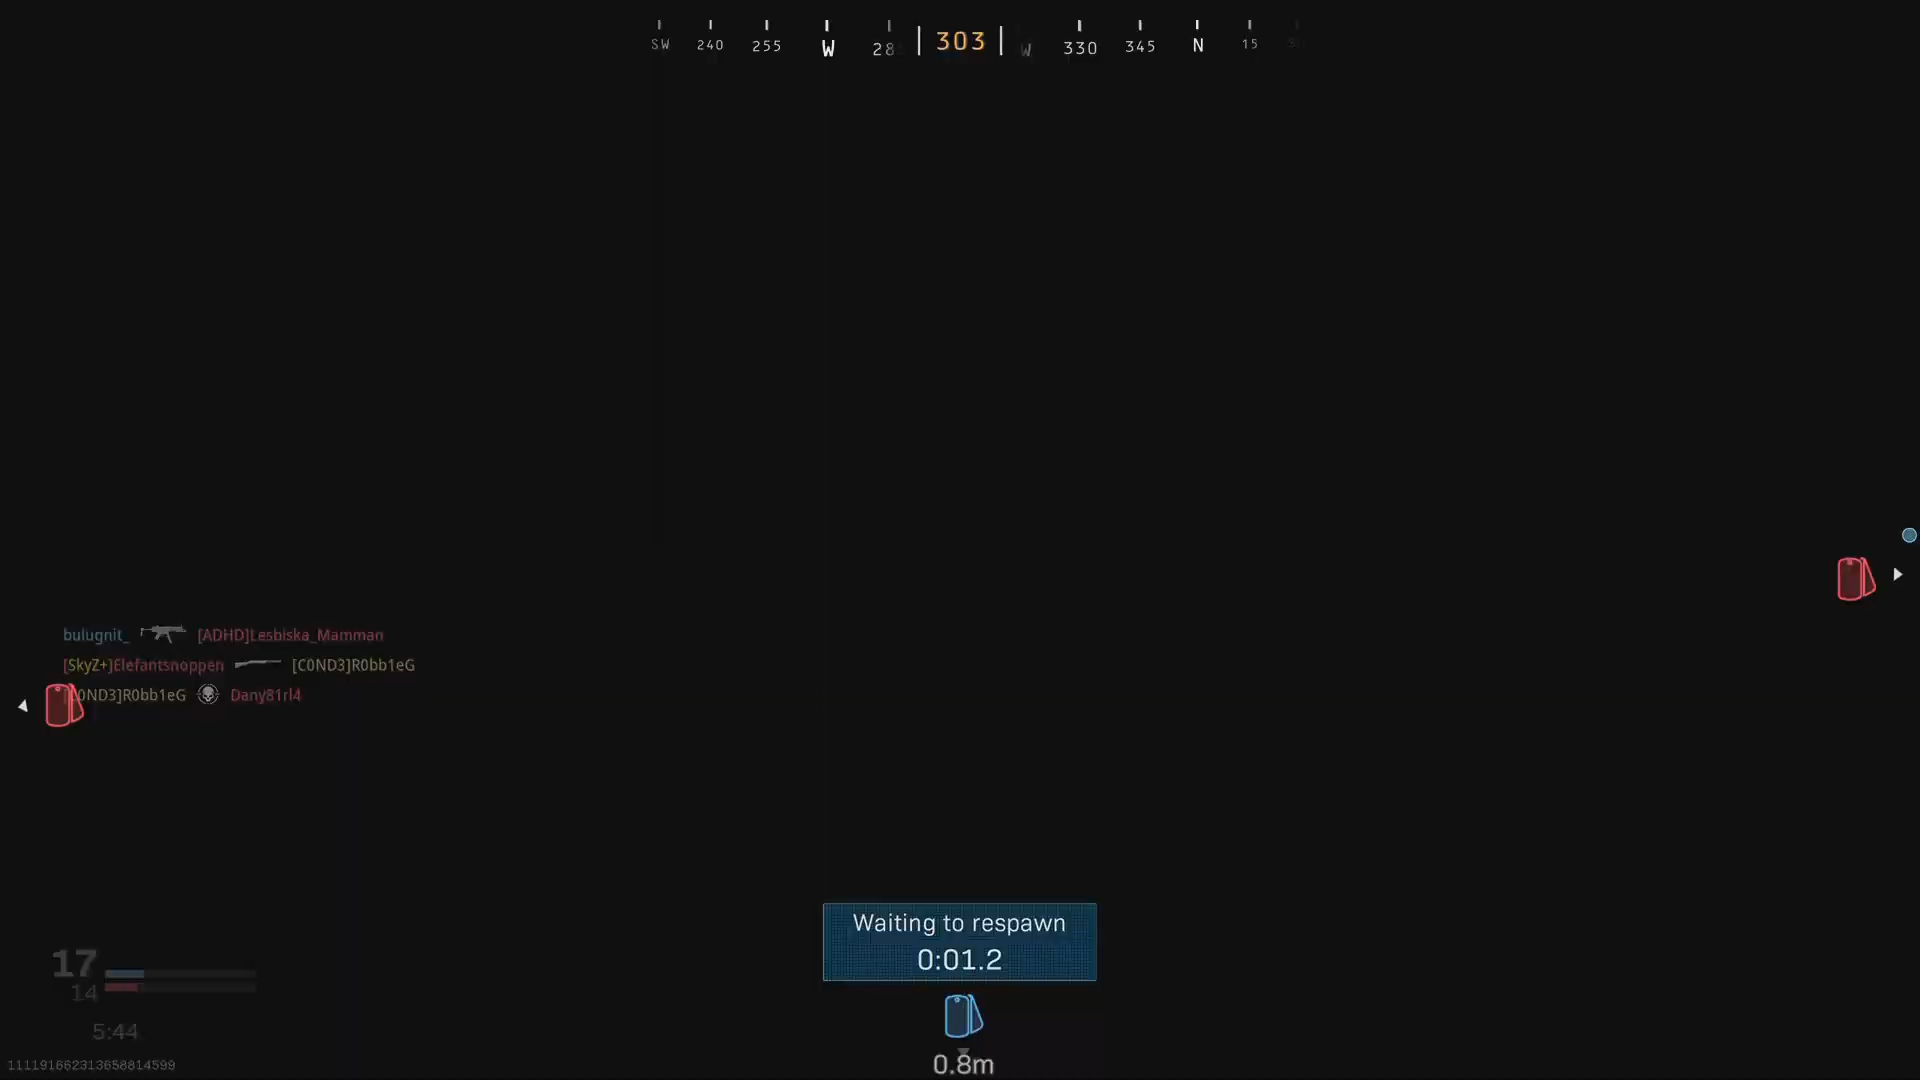 SW 240 255 W 28 303 W 330 345 N 15
bulugnit_ [ADHD]Lesbiska_Mamman
[SkyZ+]Elefantsnoppen [C0ND3]R0bb1eG
0ND3]R0bb1eG Dany81rl4
Waiting to respawn
0:01.2
17
14
5:44
0.8m
111191662313658814599